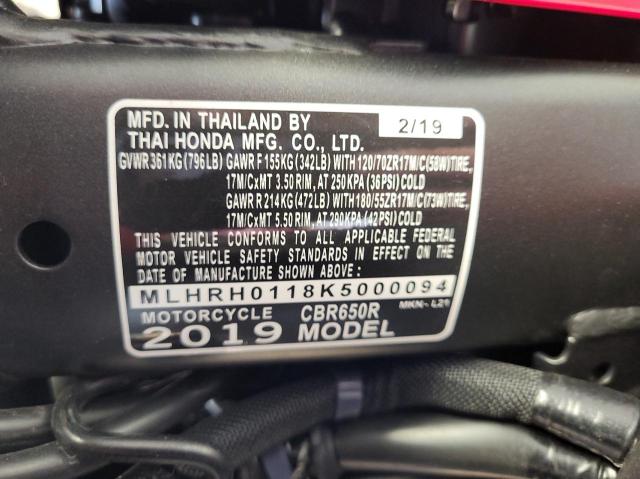 MFD. IN THAILAND BY 2/19
THAI HONDA MFG. CO., LTD.
GVWR 361KG (796LB) GAWR F 155KG (342LB) WITH 120/70ZR17M/C(58W)TIRE,
17M/CxMT 3.50 RIM, AT 250 KPA (36PSI) COLD
GAWR R 214KG (472LB) WITH 180/55ZR17M/C(73W)TIRE,
17M/CxMT 5.50 RIM, AT 290KPA (42PSI) COLD
THIS VEHICLE CONFORMS TO ALL APPLICABLE FEDERAL
MOTOR VEHICLE SAFETY STANDARDS IN EFFECT ON THE
DATE OF MANUFACTURE SHOWN ABOVE :
MLHRH0118K5000094
MOTORCYCLE CBR650R
2019 MODEL